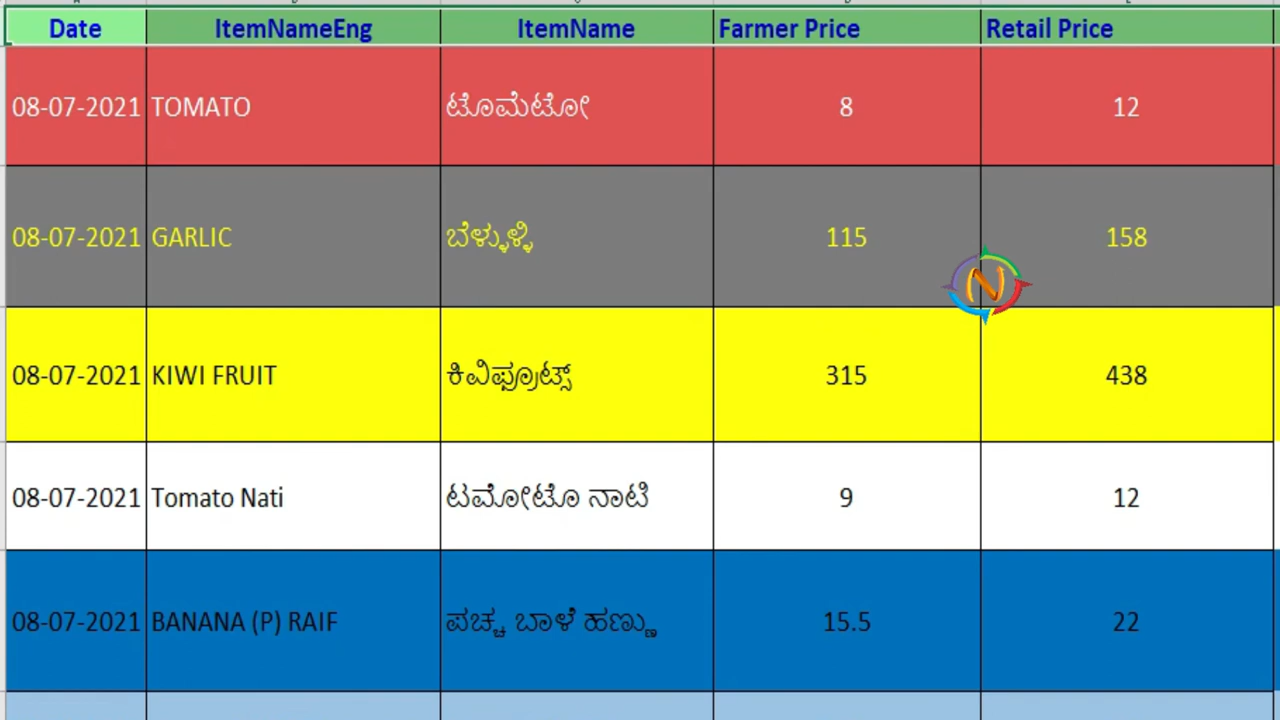 Date ItemNameEng ItemName Farmer Price Retail Price
08-07-2021 TOMATO ಟೊಮೆಟೋ 8 12
08-07-2021 GARLIC ಬೆಳ್ಳುಳ್ಳಿ 115 158
08-07-2021 KIWI FRUIT ಕಿವಿಫ್ರೂಟ್ಸ್ 315 438
08-07-2021 Tomato Nati ಟಮೋಟೊ ನಾಟಿ 9 12
08-07-2021 BANANA (P) RAIF ಪಚ್ಚ ಬಾಳೆ ಹಣ್ಣು 15.5 22